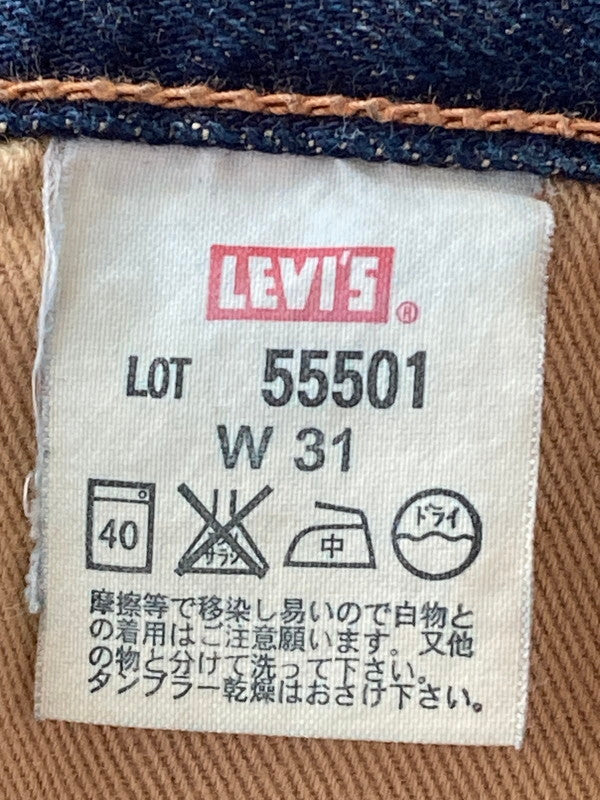 LEVI'S ®
LOT 55501
W 31
40 サラシ 中 ドライ
摩擦等で移染し易いので白物と
の着用はご注意願います。又他
の物と分けて洗って下さい。
タンブラー乾燥はおさけ下さい。